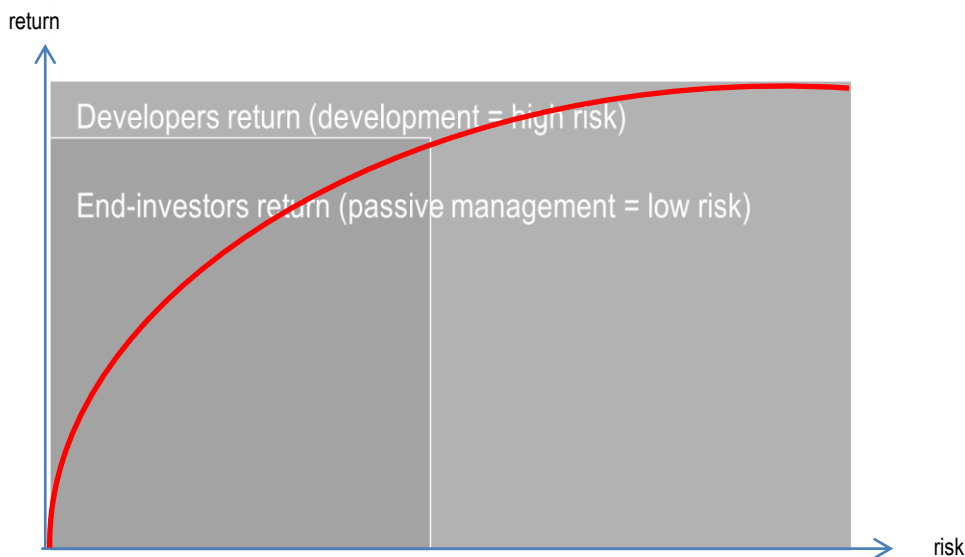 return
Developers return (development = high risk)
End-investors return (passive management = low risk)
risk